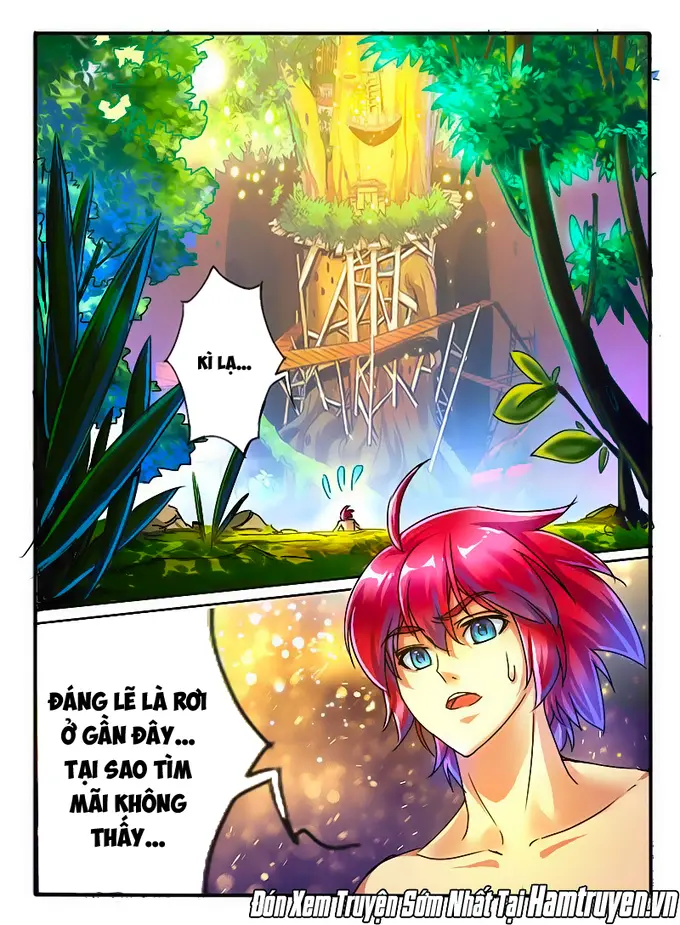 KÌ LẠ...
ĐÁNG LẼ LÀ RƠI
Ở GẦN ĐÂY...
TẠI SAO TÌM
MÃI KHÔNG
THẤY...
Đón Xem Truyện Sớm Nhất Tại Hamtruyen.vn